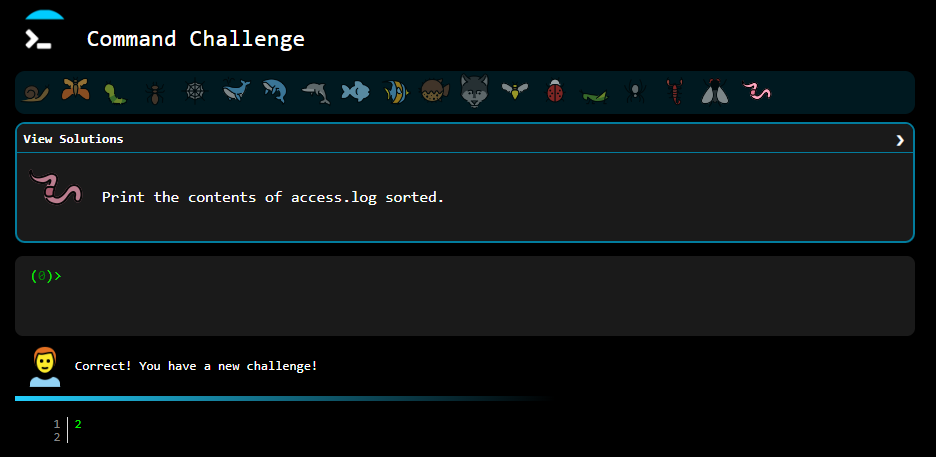 Command Challenge
View Solutions
Print the contents of access.log sorted.
(0)>
Correct! You have a new challenge!
1 2
2